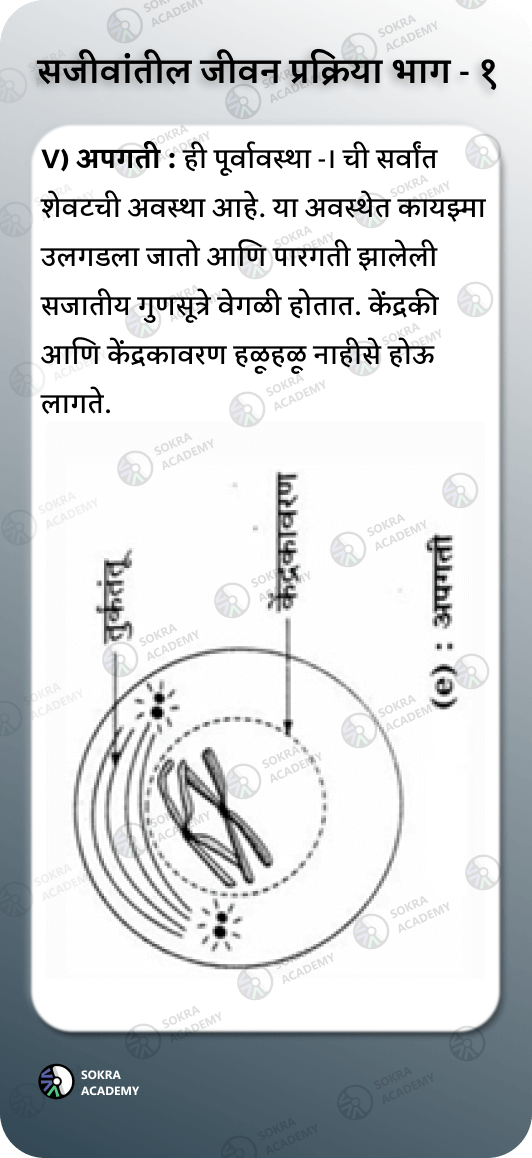 सजीवांतील जीवन प्रक्रिया भाग - १
V) अपगती : ही पूर्वावस्था -I ची सर्वांत
शेवटची अवस्था आहे. या अवस्थेत कायझ्मा
उलगडला जातो आणि पारगती झालेली
सजातीय गुणसूत्रे वेगळी होतात. केंद्रकी
आणि केंद्रकावरण हळूहळू नाहीसे होऊ
लागते.
तुर्कतंतू
केंद्रकावरण
(e) : अपगती
SOKRA
ACADEMY